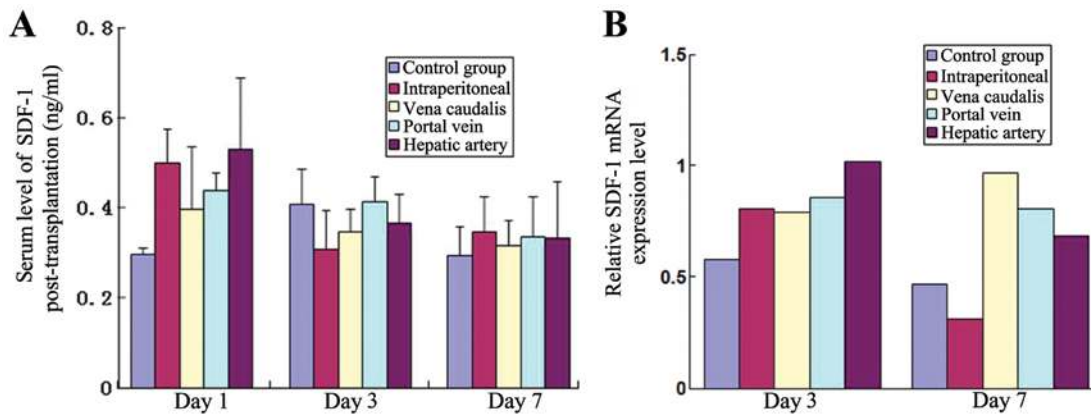 A
Serum level of SDF-1
post-transplantation (ng/ml)
0. 8
0. 6
0. 4
0. 2
0
Control group
Intraperitoneal
Vena caudalis
Portal vein
Hepatic artery
Day 1
Day 3
Day 7
B
Relative SDF-1 mRNA
expression level
1.5
1
0.5
0
Control group
Intraperitoneal
Vena caudalis
Portal vein
Hepatic artery
Day 3
Day 7